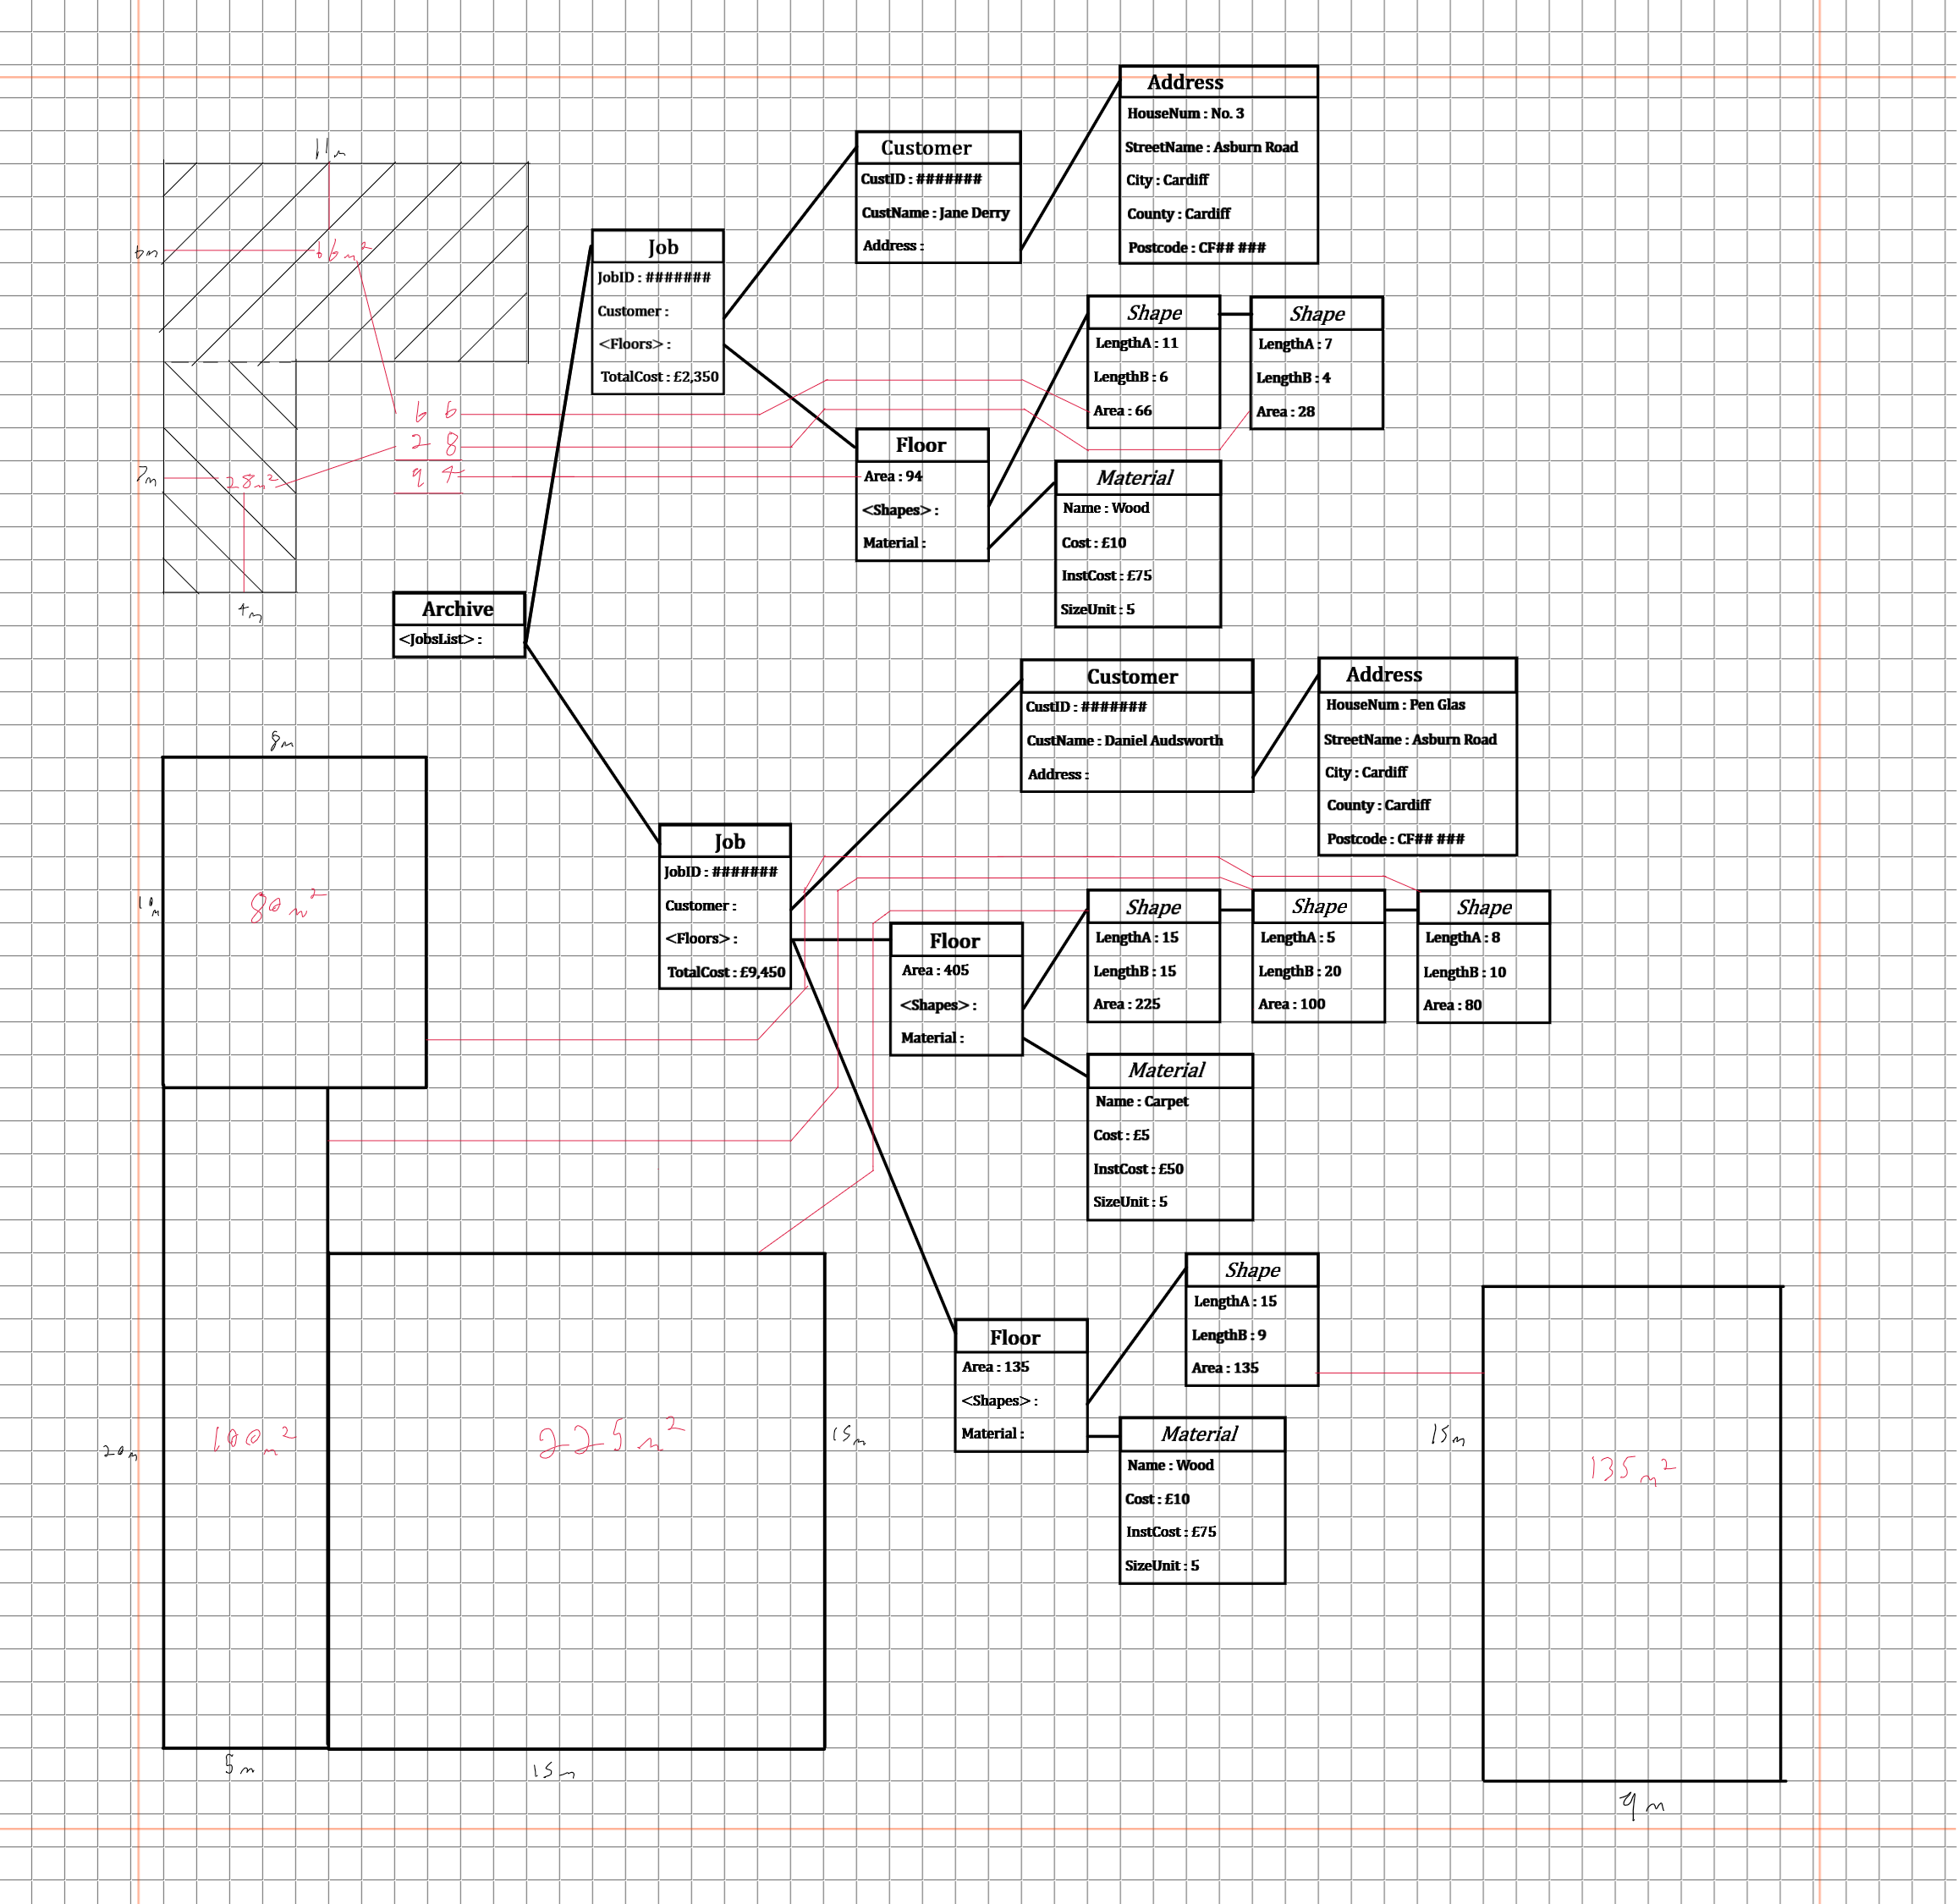 Address
HouseNum : No. 3
StreetName : Asburn Road
City : Cardiff
County : Cardiff
Postcode : CF## ###
Customer
CustID : #######
CustName : Jane Derry
Address :
11m
6m
66m²
Job
JobID : #######
Customer :
<Floors> :
TotalCost : £2,350
Shape
LengthA : 11
LengthB : 6
Area : 66
Shape
LengthA : 7
LengthB : 4
Area : 28
66
28
94
7m
28m²
4m
Floor
Area : 94
<Shapes> :
Material :
Material
Name : Wood
Cost : £10
InstCost : £75
SizeUnit : 5
Archive
<JobsList> :
Customer
CustID : #######
CustName : Daniel Audsworth
Address :
Address
HouseNum : Pen Glas
StreetName : Asburn Road
City : Cardiff
County : Cardiff
Postcode : CF## ###
8m
10m
80m²
Job
JobID : #######
Customer :
<Floors> :
TotalCost : £9,450
Floor
Area : 405
<Shapes> :
Material :
Shape
LengthA : 15
LengthB : 15
Area : 225
Shape
LengthA : 5
LengthB : 20
Area : 100
Shape
LengthA : 8
LengthB : 10
Area : 80
Material
Name : Carpet
Cost : £5
InstCost : £50
SizeUnit : 5
Shape
LengthA : 15
LengthB : 9
Area : 135
Floor
Area : 135
<Shapes> :
Material :
Material
Name : Wood
Cost : £10
InstCost : £75
SizeUnit : 5
20m
100m²
225m²
15m
15m
135m²
5m
15m
9m